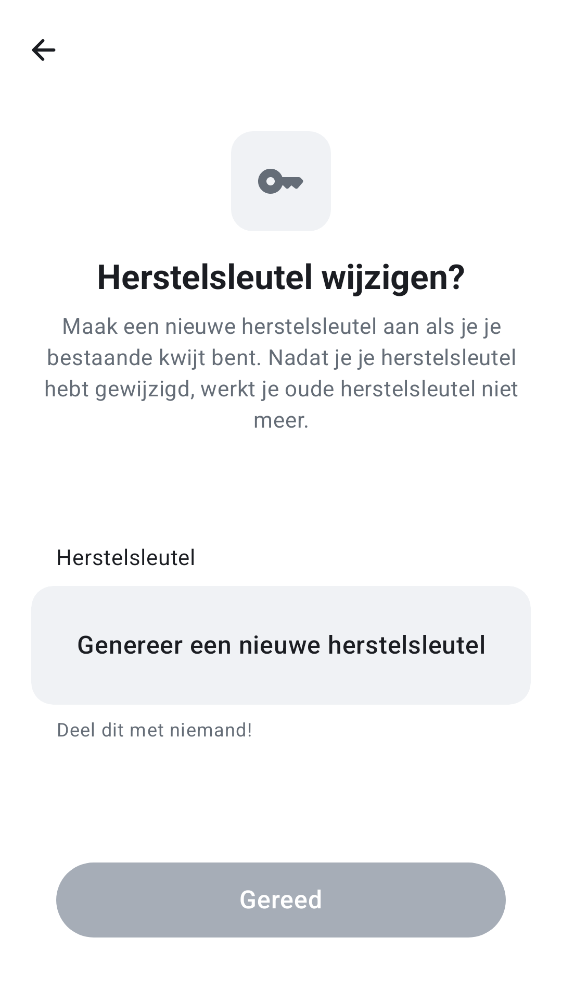 Herstelsleutel wijzigen?
Maak een nieuwe herstelsleutel aan als je je
bestaande kwijt bent. Nadat je je herstelsleutel
hebt gewijzigd, werkt je oude herstelsleutel niet
meer.
Herstelsleutel
Genereer een nieuwe herstelsleutel
Deel dit met niemand!
Gereed